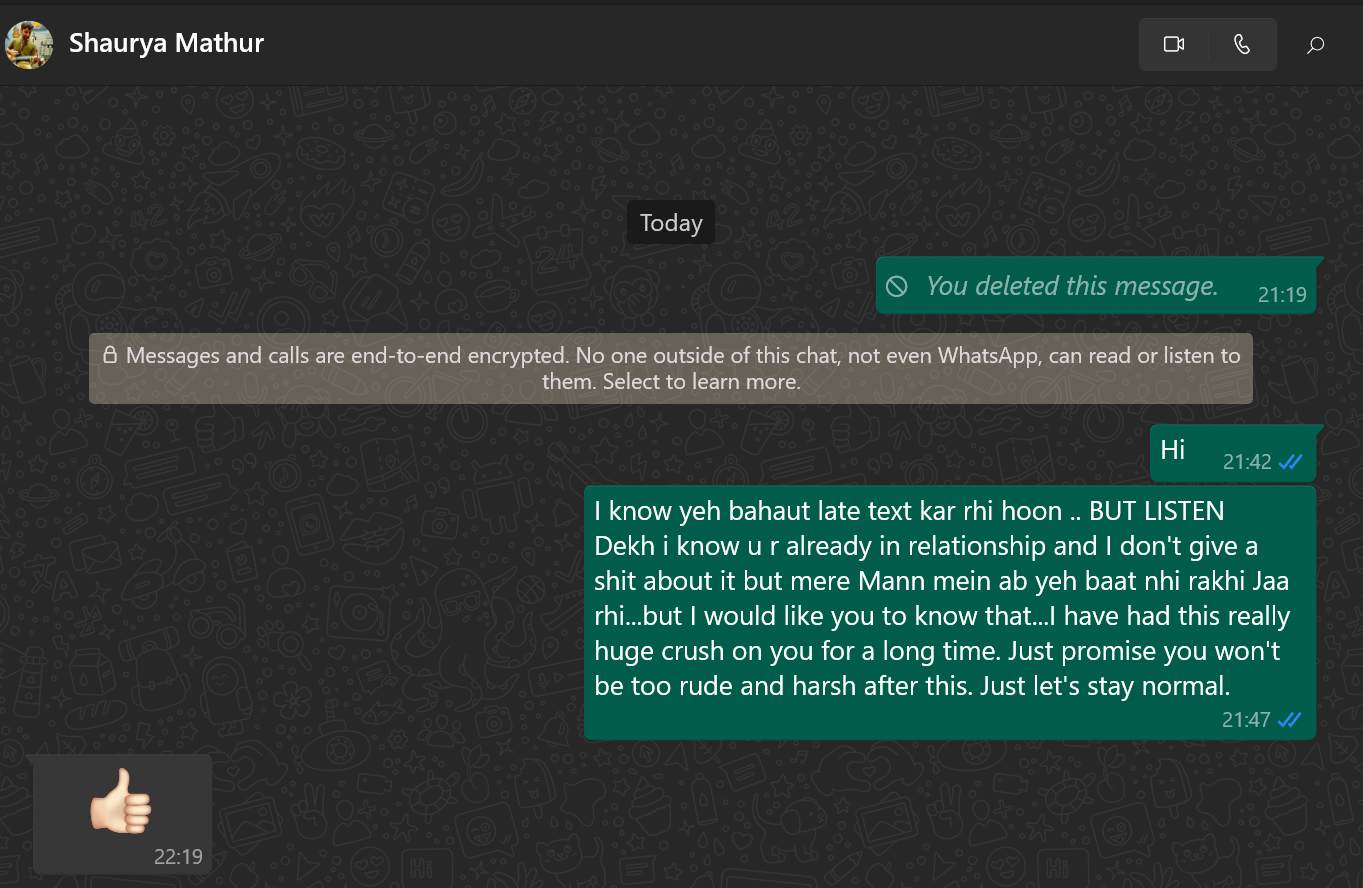 Shaurya Mathur
Today
You deleted this message. 21:19
Messages and calls are end-to-end encrypted. No one outside of this chat, not even WhatsApp, can read or listen to
them. Select to learn more.
Hi 21:42
I know yeh bahaut late text kar rhi hoon .. BUT LISTEN
Dekh i know u r already in relationship and I don't give a
shit about it but mere Mann mein ab yeh baat nhi rakhi Jaa
rhi...but I would like you to know that...I have had this really
huge crush on you for a long time. Just promise you won't
be too rude and harsh after this. Just let's stay normal.
21:47
22:19